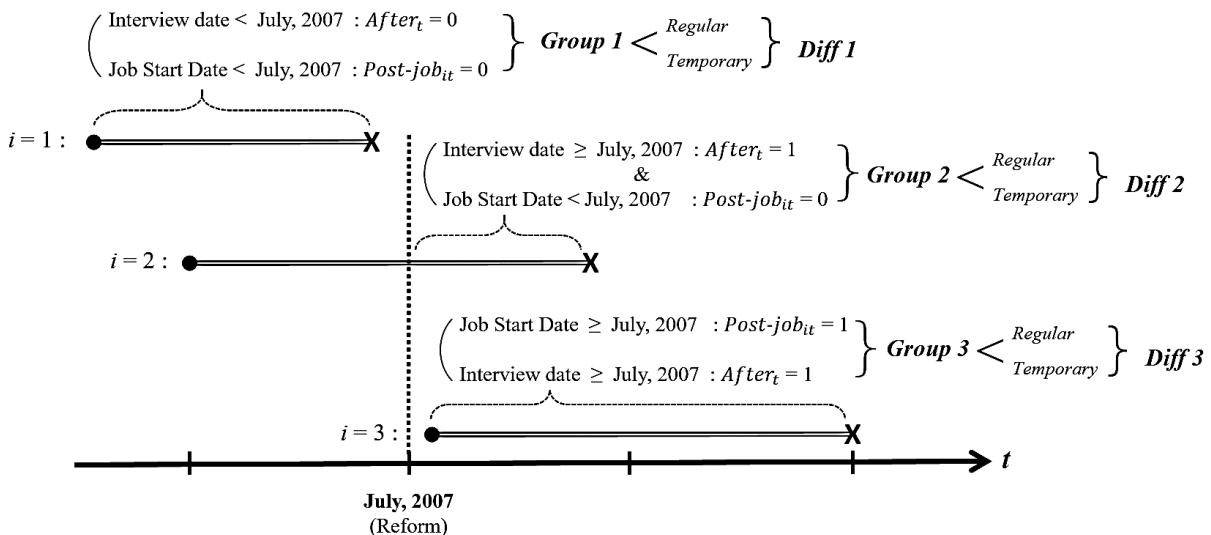 Interview date < July, 2007 : After_t = 0
Job Start Date < July, 2007 : Post-job_it = 0
Group 1 < Regular
Temporary
Diff 1
i = 1 :
X
Interview date ≥ July, 2007 : After_t = 1
&
Job Start Date < July, 2007 : Post-job_it = 0
Group 2 < Regular
Temporary
Diff 2
i = 2 :
X
Job Start Date ≥ July, 2007 : Post-job_it = 1
Interview date ≥ July, 2007 : After_t = 1
Group 3 < Regular
Temporary
Diff 3
i = 3 :
X
t
July, 2007
(Reform)